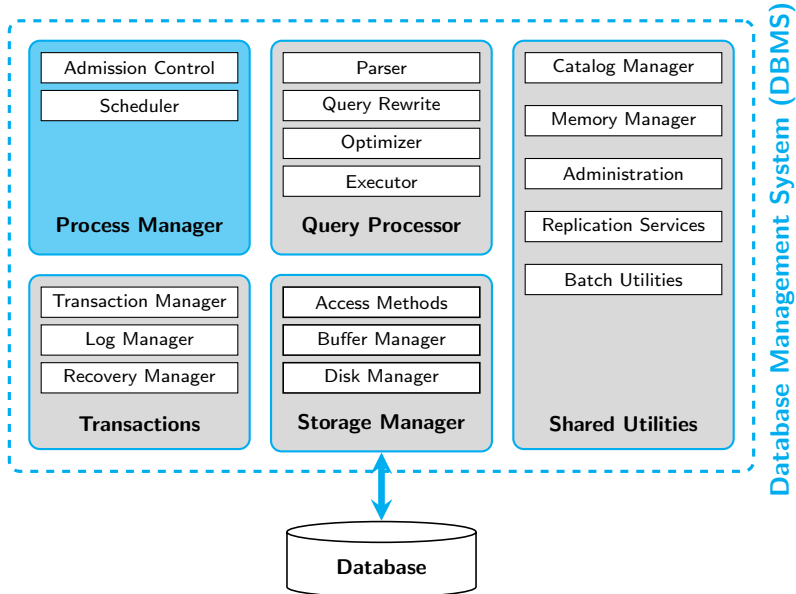 Admission Control
Scheduler
Process Manager
Parser
Query Rewrite
Optimizer
Executor
Query Processor
Catalog Manager
Memory Manager
Administration
Replication Services
Batch Utilities
Shared Utilities
Transaction Manager
Log Manager
Recovery Manager
Transactions
Access Methods
Buffer Manager
Disk Manager
Storage Manager
Database Management System (DBMS)
Database